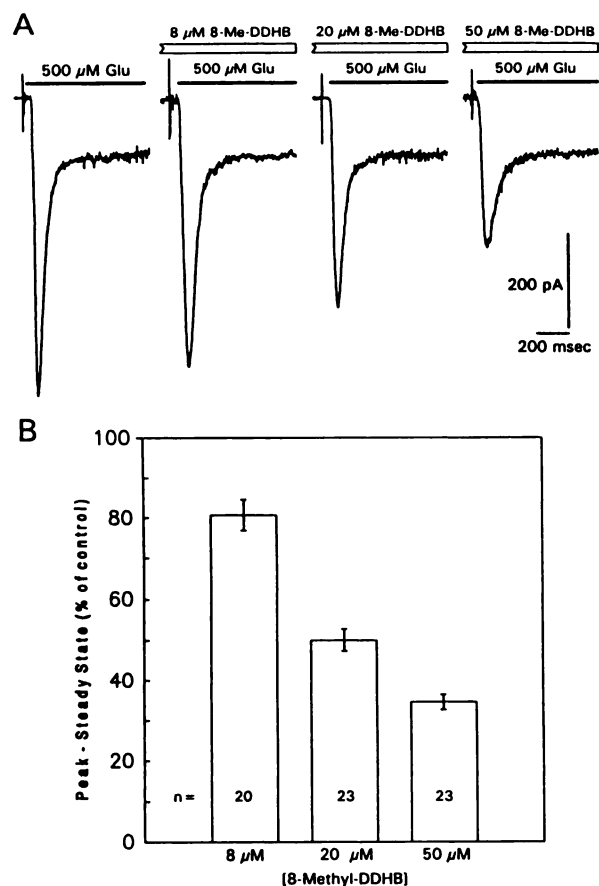 A
8 μM 8-Me-DDHB
20 μM 8-Me-DDHB
50 μM 8-Me-DDHB
500 μM Glu
500 μM Glu
500 μM Glu
500 μM Glu
200 pA
200 msec
B
Peak - Steady State (% of control)
100
80
60
40
20
0
n =
20
23
23
8 μM
20 μM
50 μM
[8-Methyl-DDHB]